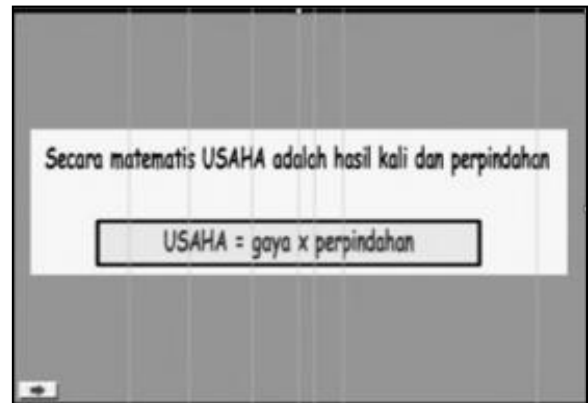 Secara matematis USAHA adalah hasil kali dan perpindahan
USAHA = gaya x perpindahan